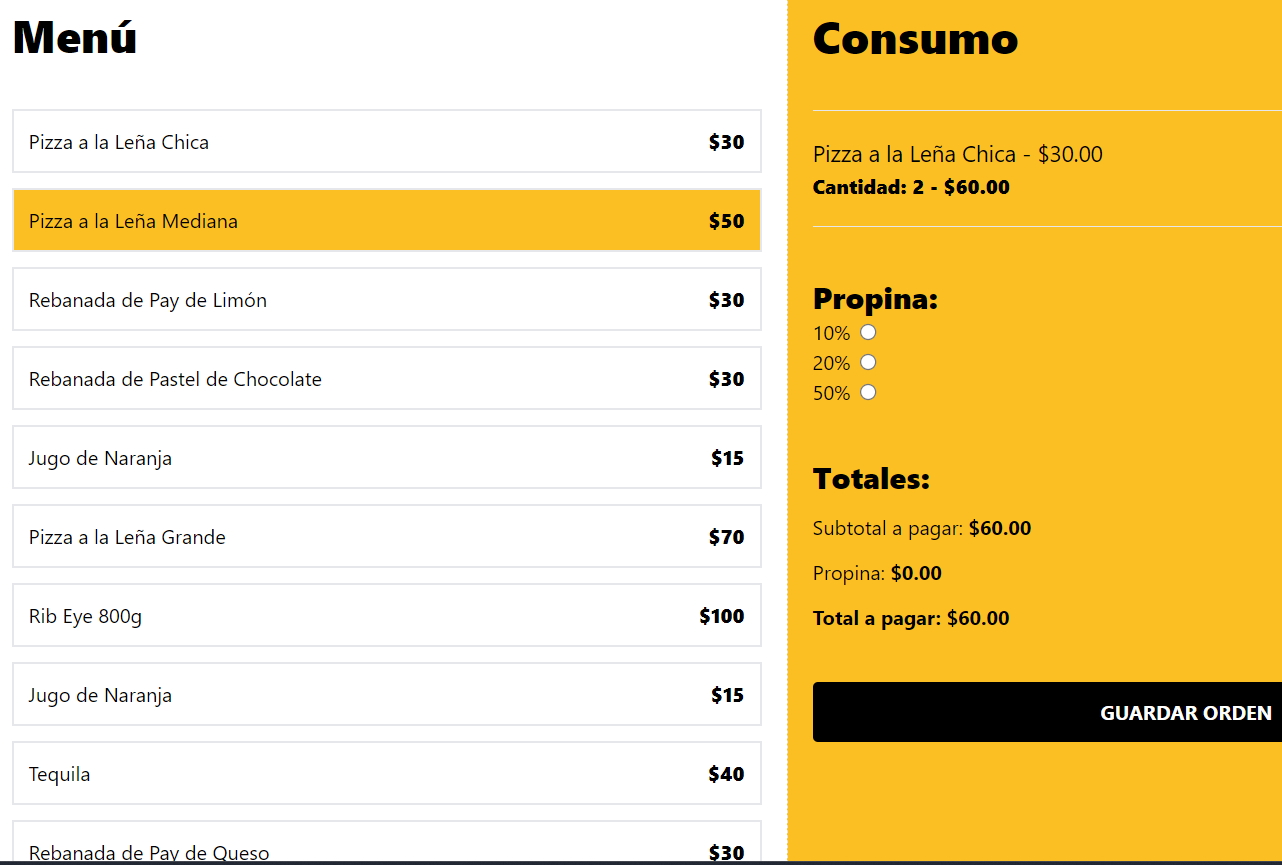 Menú
Pizza a la Leña Chica $30
Pizza a la Leña Mediana $50
Rebanada de Pay de Limón $30
Rebanada de Pastel de Chocolate $30
Jugo de Naranja $15
Pizza a la Leña Grande $70
Rib Eye 800g $100
Jugo de Naranja $15
Tequila $40
Rebanada de Pay de Queso $30
Consumo
Pizza a la Leña Chica - $30.00
Cantidad: 2 - $60.00
Propina:
10%
20%
50%
Totales:
Subtotal a pagar: $60.00
Propina: $0.00
Total a pagar: $60.00
GUARDAR ORDEN